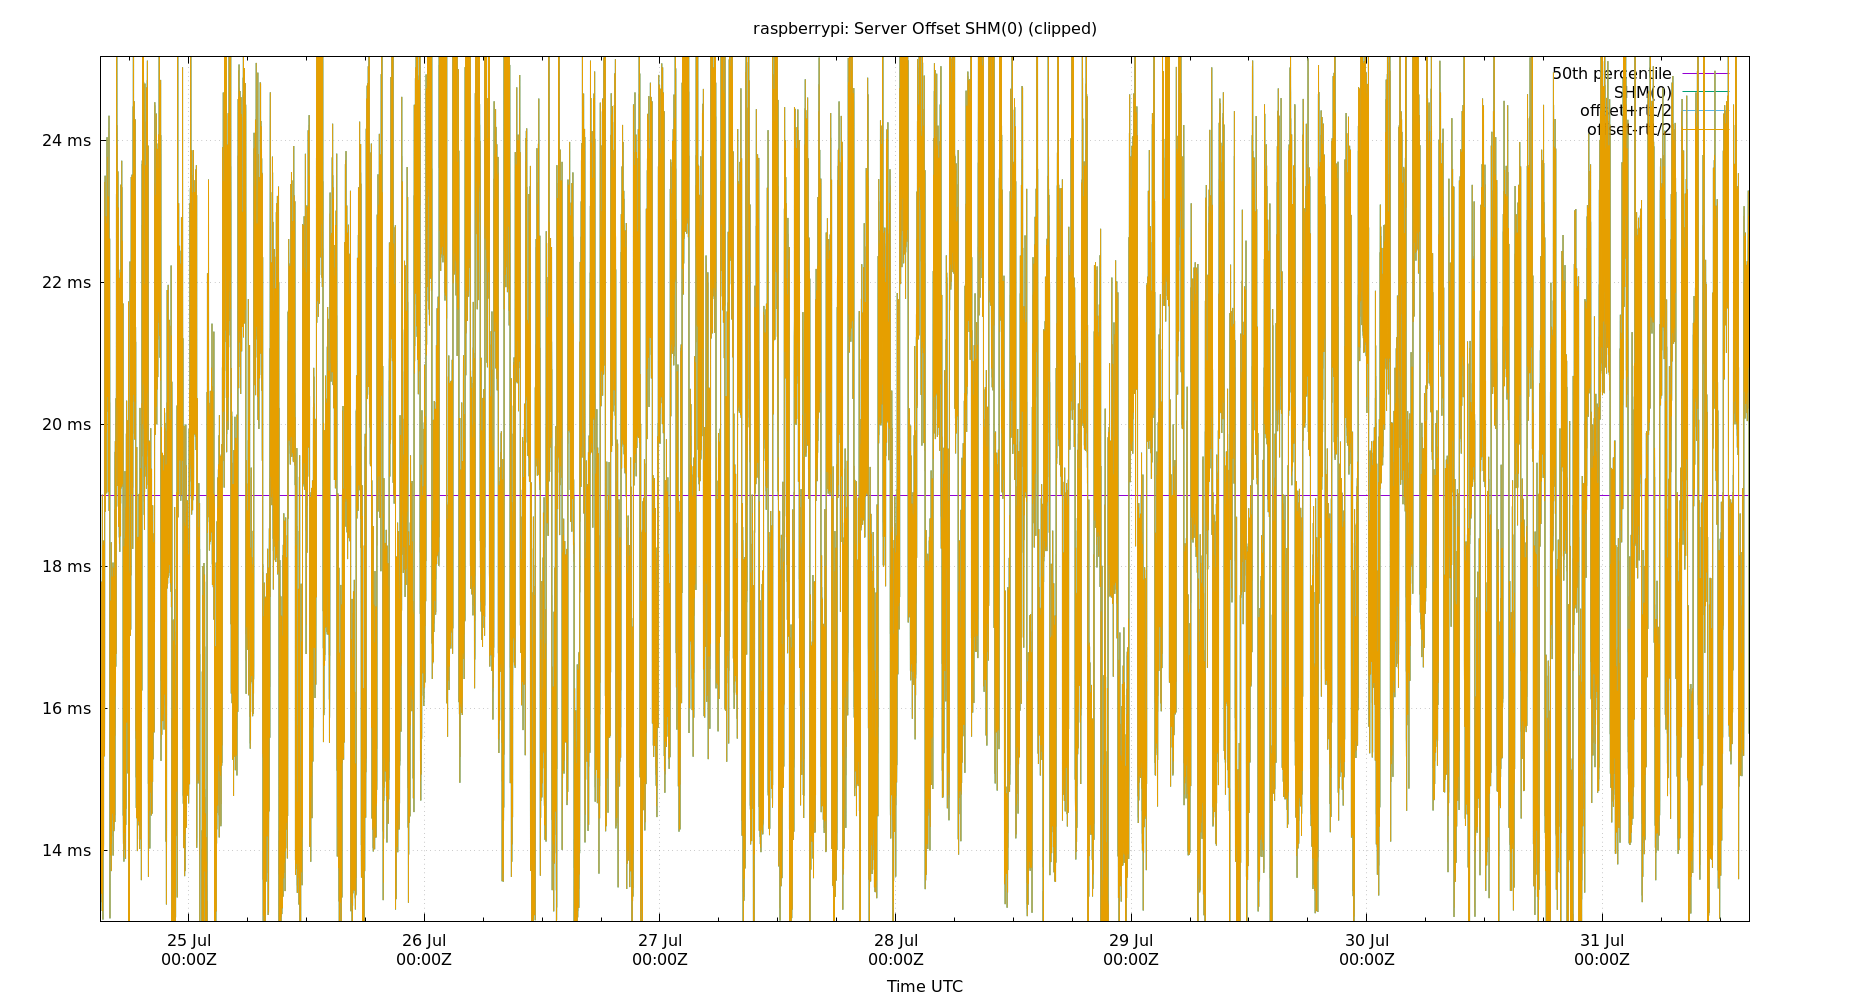 raspberrypi: Server Offset SHM(0) (clipped)
50th percentile
SHM(0)
offset+rtt/2
offset-rtt/2
24 ms
22 ms
20 ms
18 ms
16 ms
14 ms
25 Jul 26 Jul 27 Jul 28 Jul 29 Jul 30 Jul 31 Jul
00:00Z 00:00Z 00:00Z 00:00Z 00:00Z 00:00Z 00:00Z
Time UTC